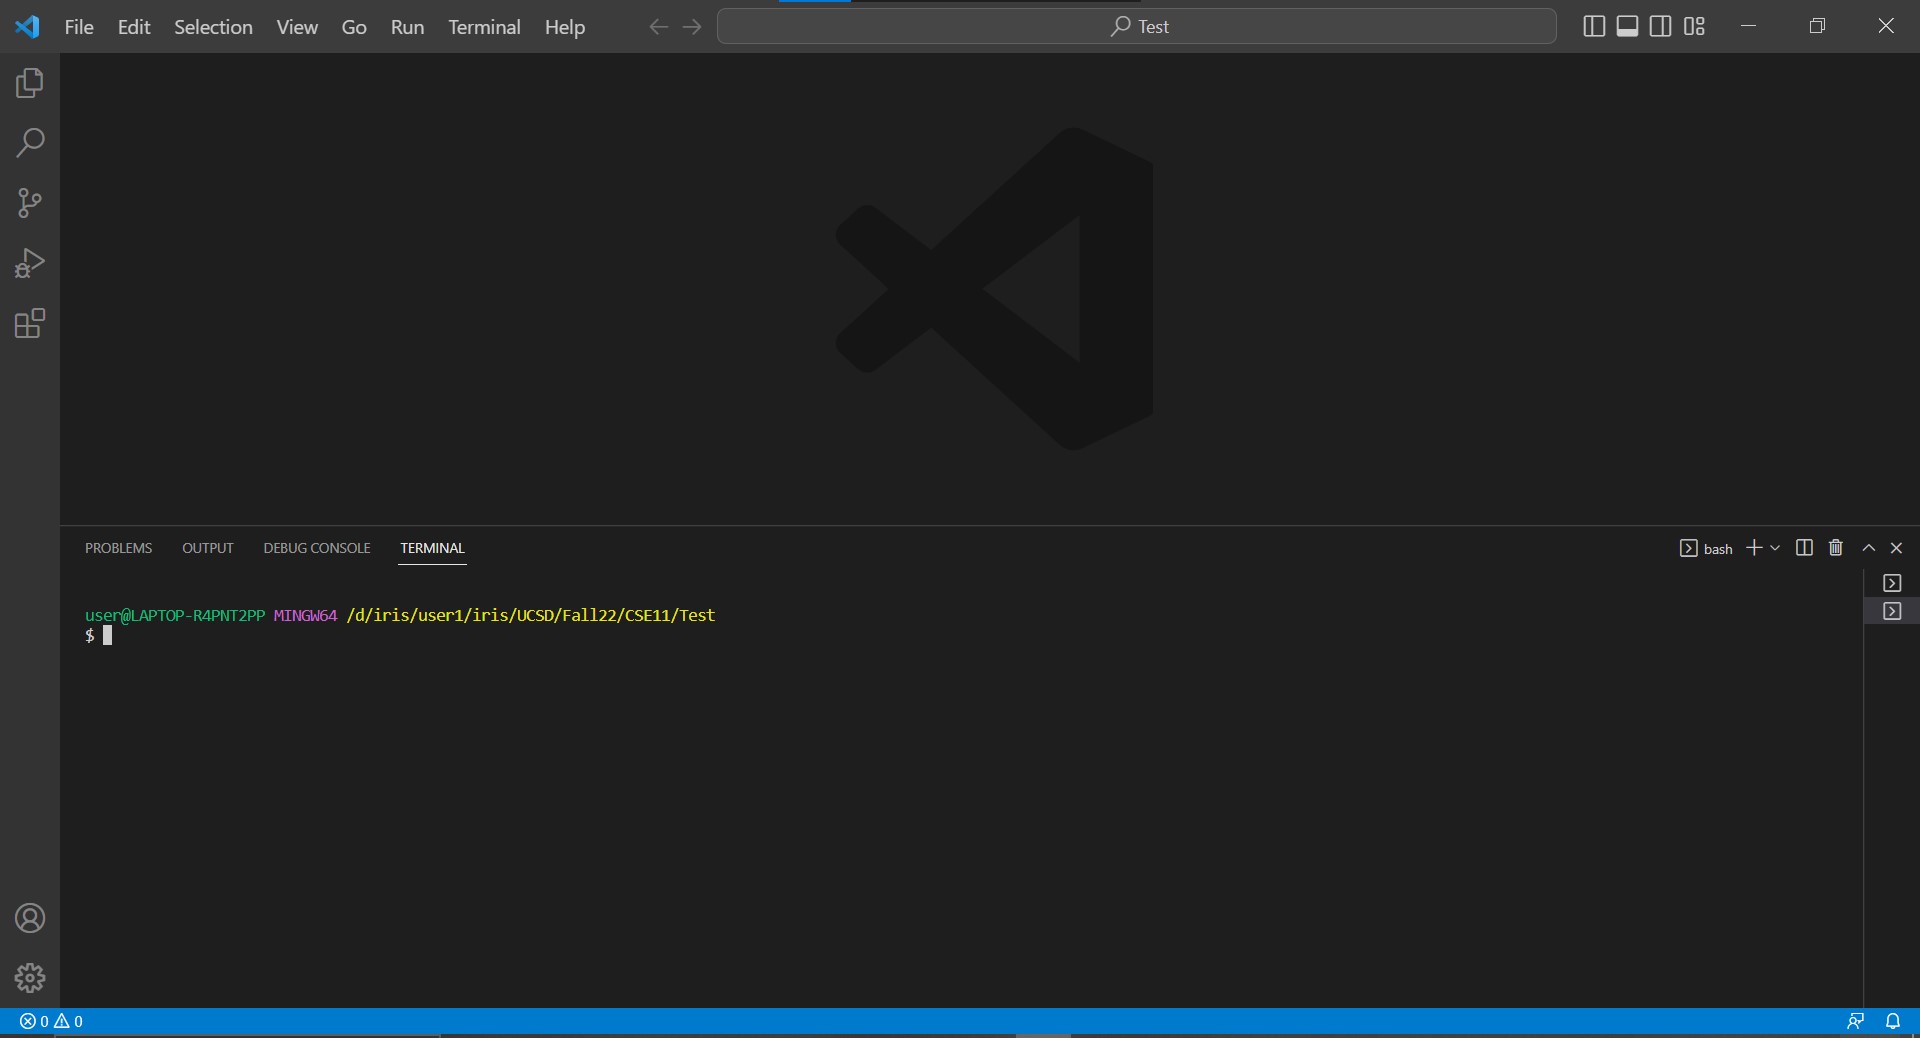 File Edit Selection View Go Run Terminal Help Test
PROBLEMS OUTPUT DEBUG CONSOLE TERMINAL bash
user@LAPTOP-R4PNT2PP MINGW64 /d/iris/user1/iris/UCSD/Fall22/CSE11/Test
$
0 0